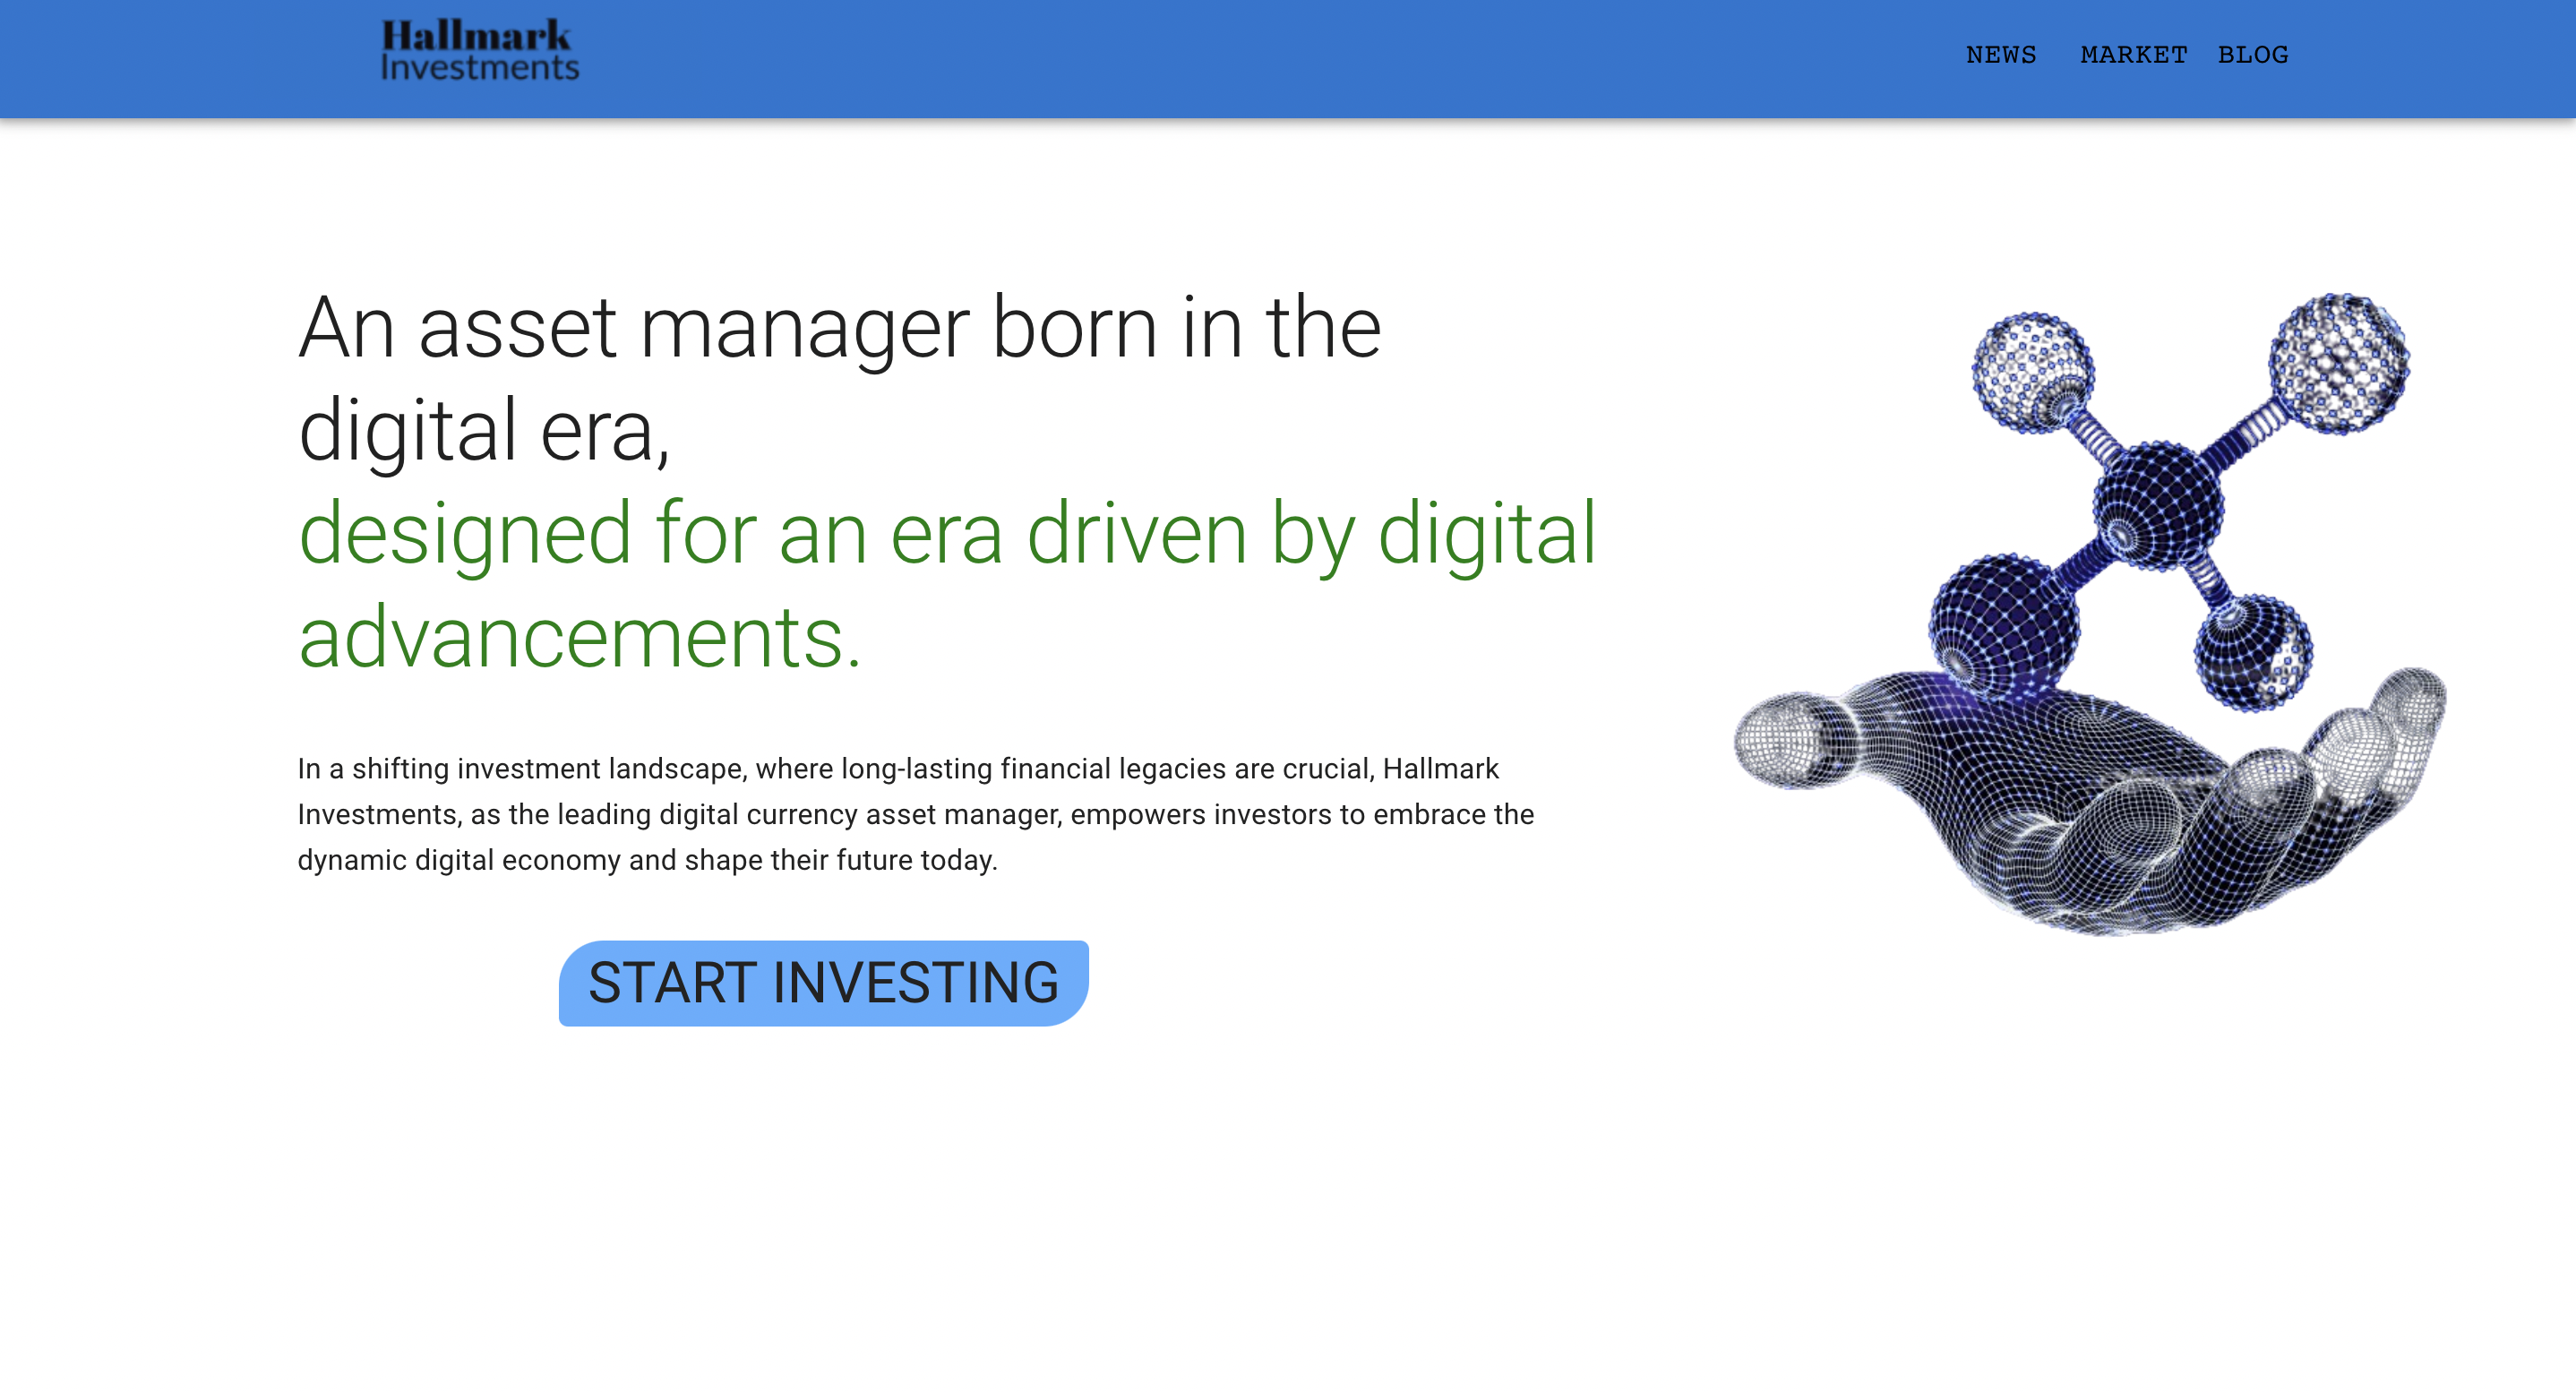 Hallmark
Investments
NEWS MARKET BLOG
An asset manager born in the
digital era,
designed for an era driven by digital
advancements.
In a shifting investment landscape, where long-lasting financial legacies are crucial, Hallmark
Investments, as the leading digital currency asset manager, empowers investors to embrace the
dynamic digital economy and shape their future today.
START INVESTING